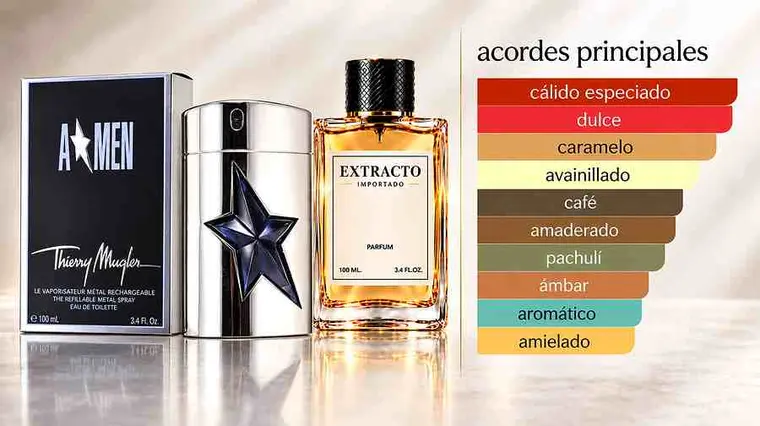 A MEN
Thierry Mugler
LE VAPORISATEUR MÉTAL RECHARGEABLE
THE REFILLABLE METAL SPRAY
EAU DE TOILETTE
℮ 100 mL
3.4 Fl. Oz.
EXTRACTO
IMPORTADO
PARFUM
100 ML.
3.4 FL.OZ.
acordes principales
cálido especiado
dulce
caramelo
avainillado
café
amaderado
pachulí
ámbar
aromático
amielado